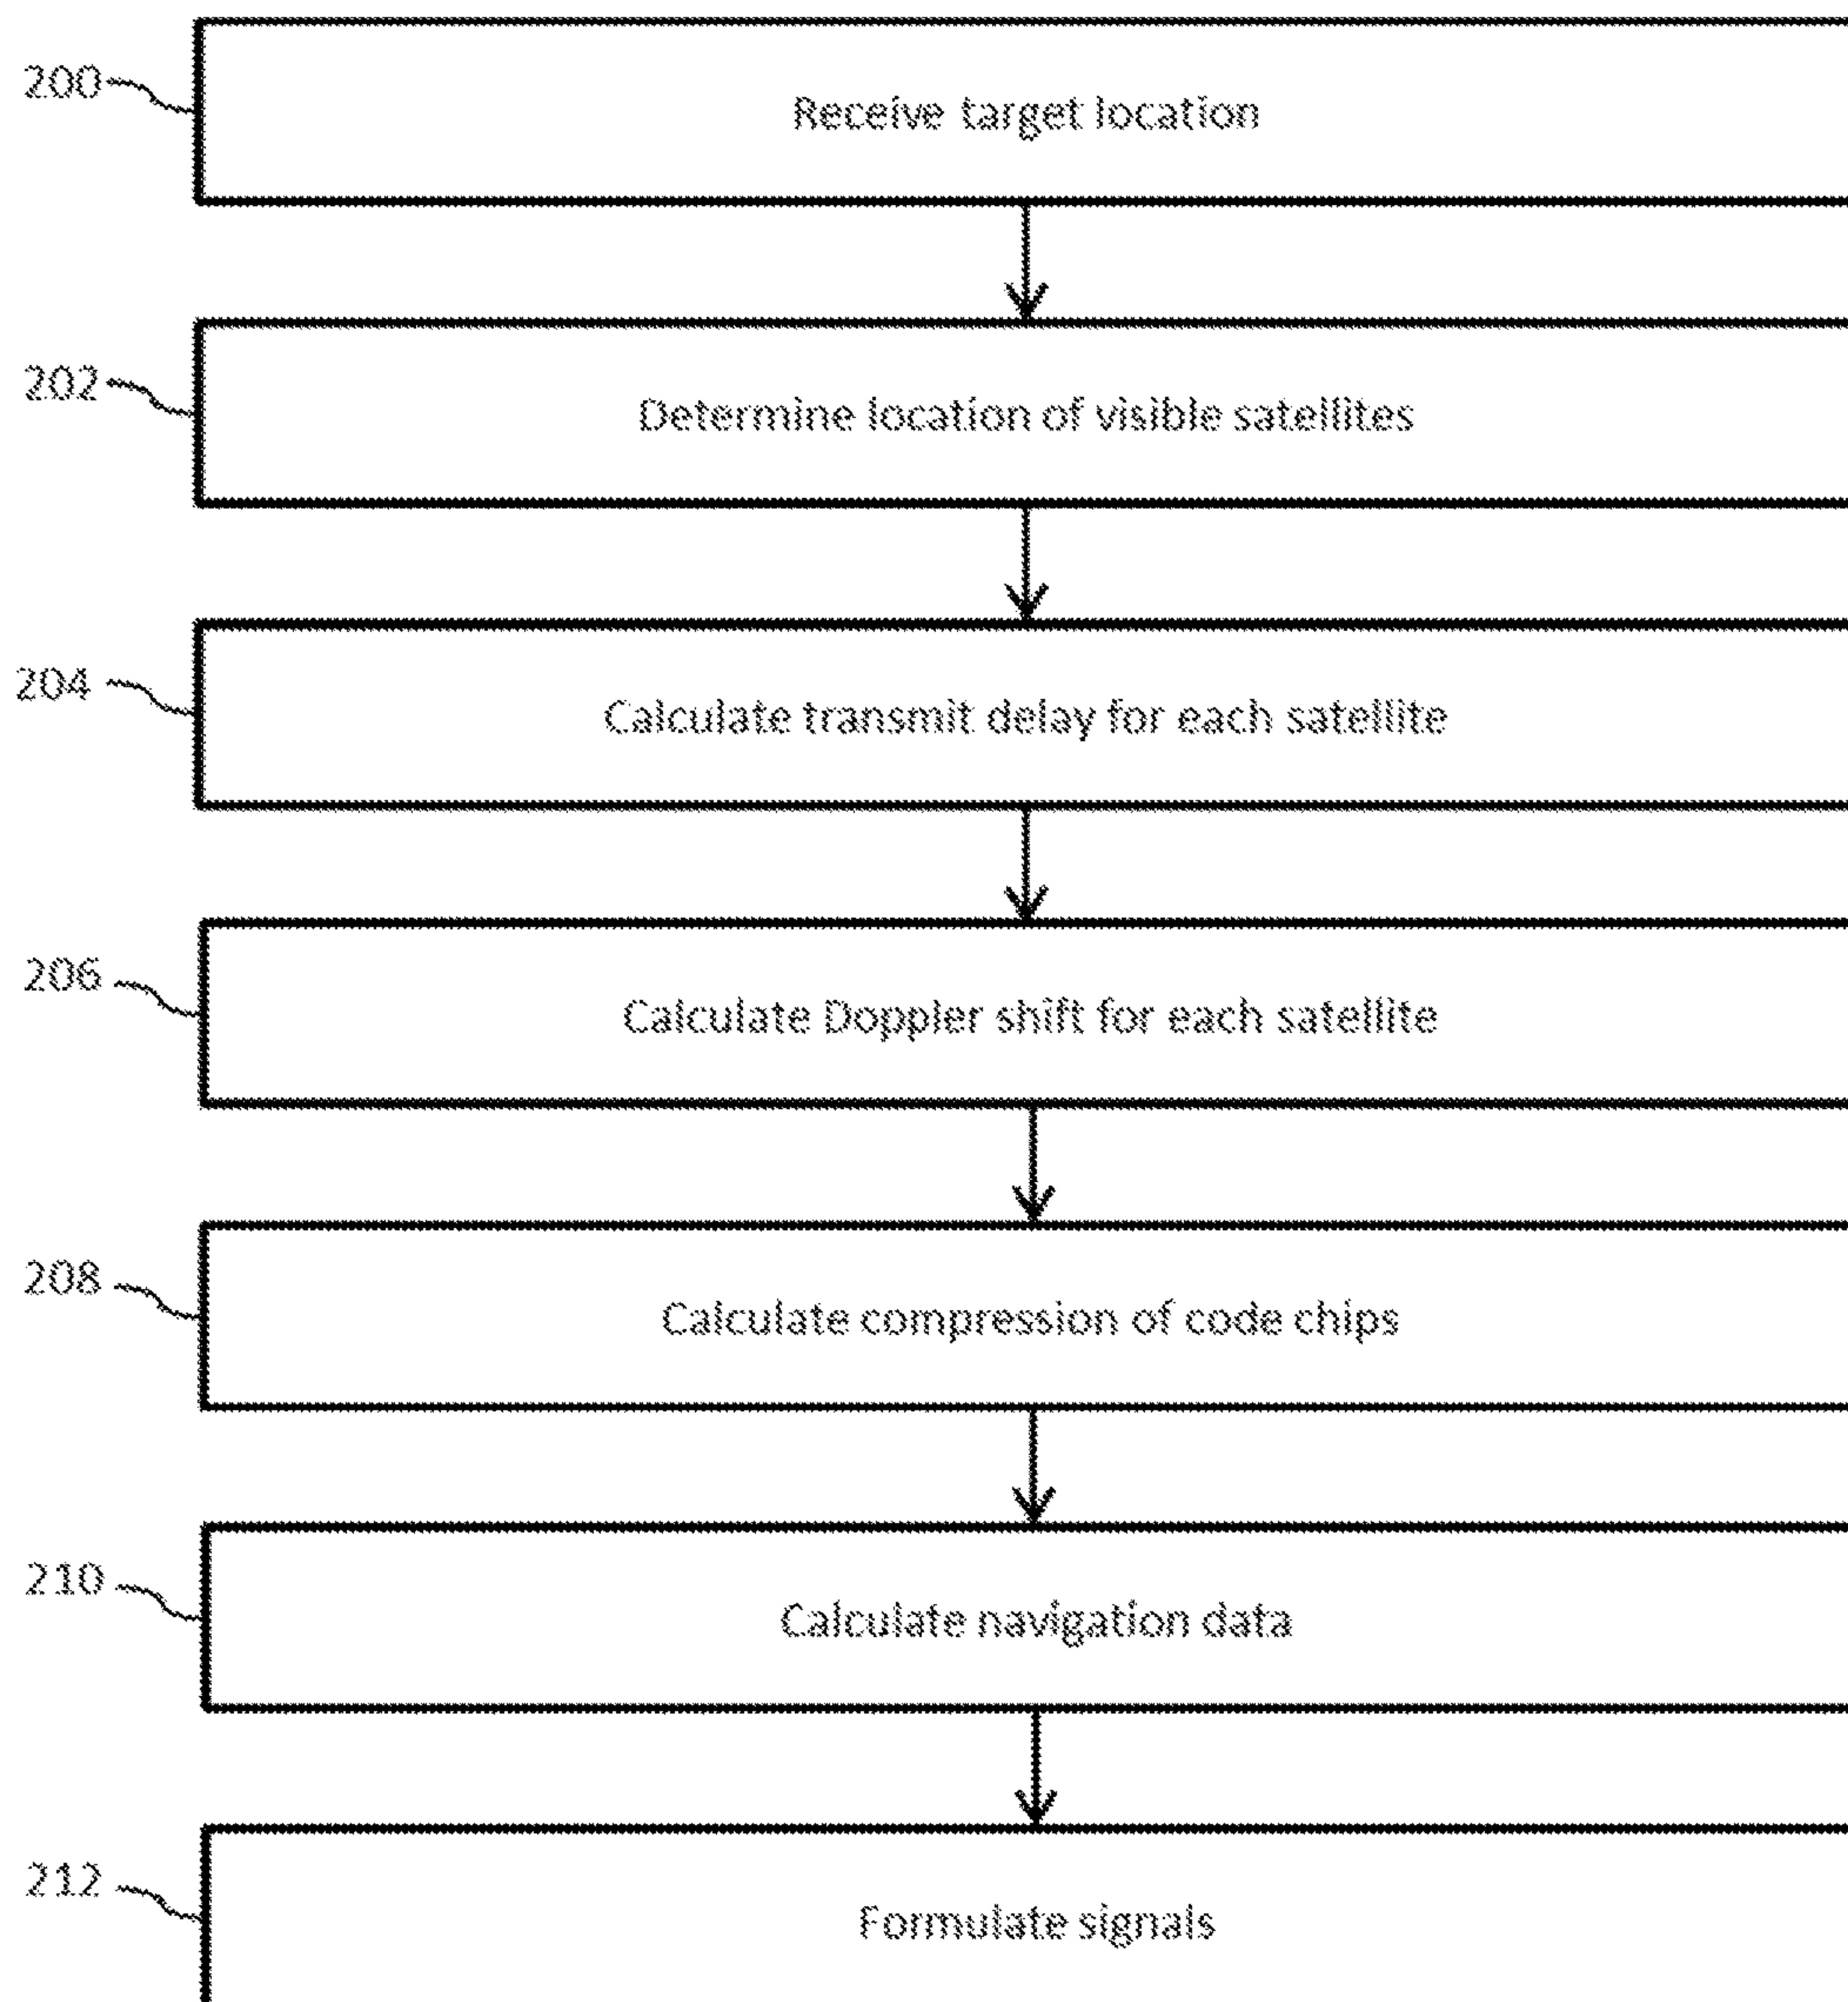 200
Receive target location
202
Determine location of visible satellites
204
Calculate transmit delay for each satellite
206
Calculate Doppler shift for each satellite
208
Calculate compression of code chips
210
Calculate navigation data
212
Formulate signals